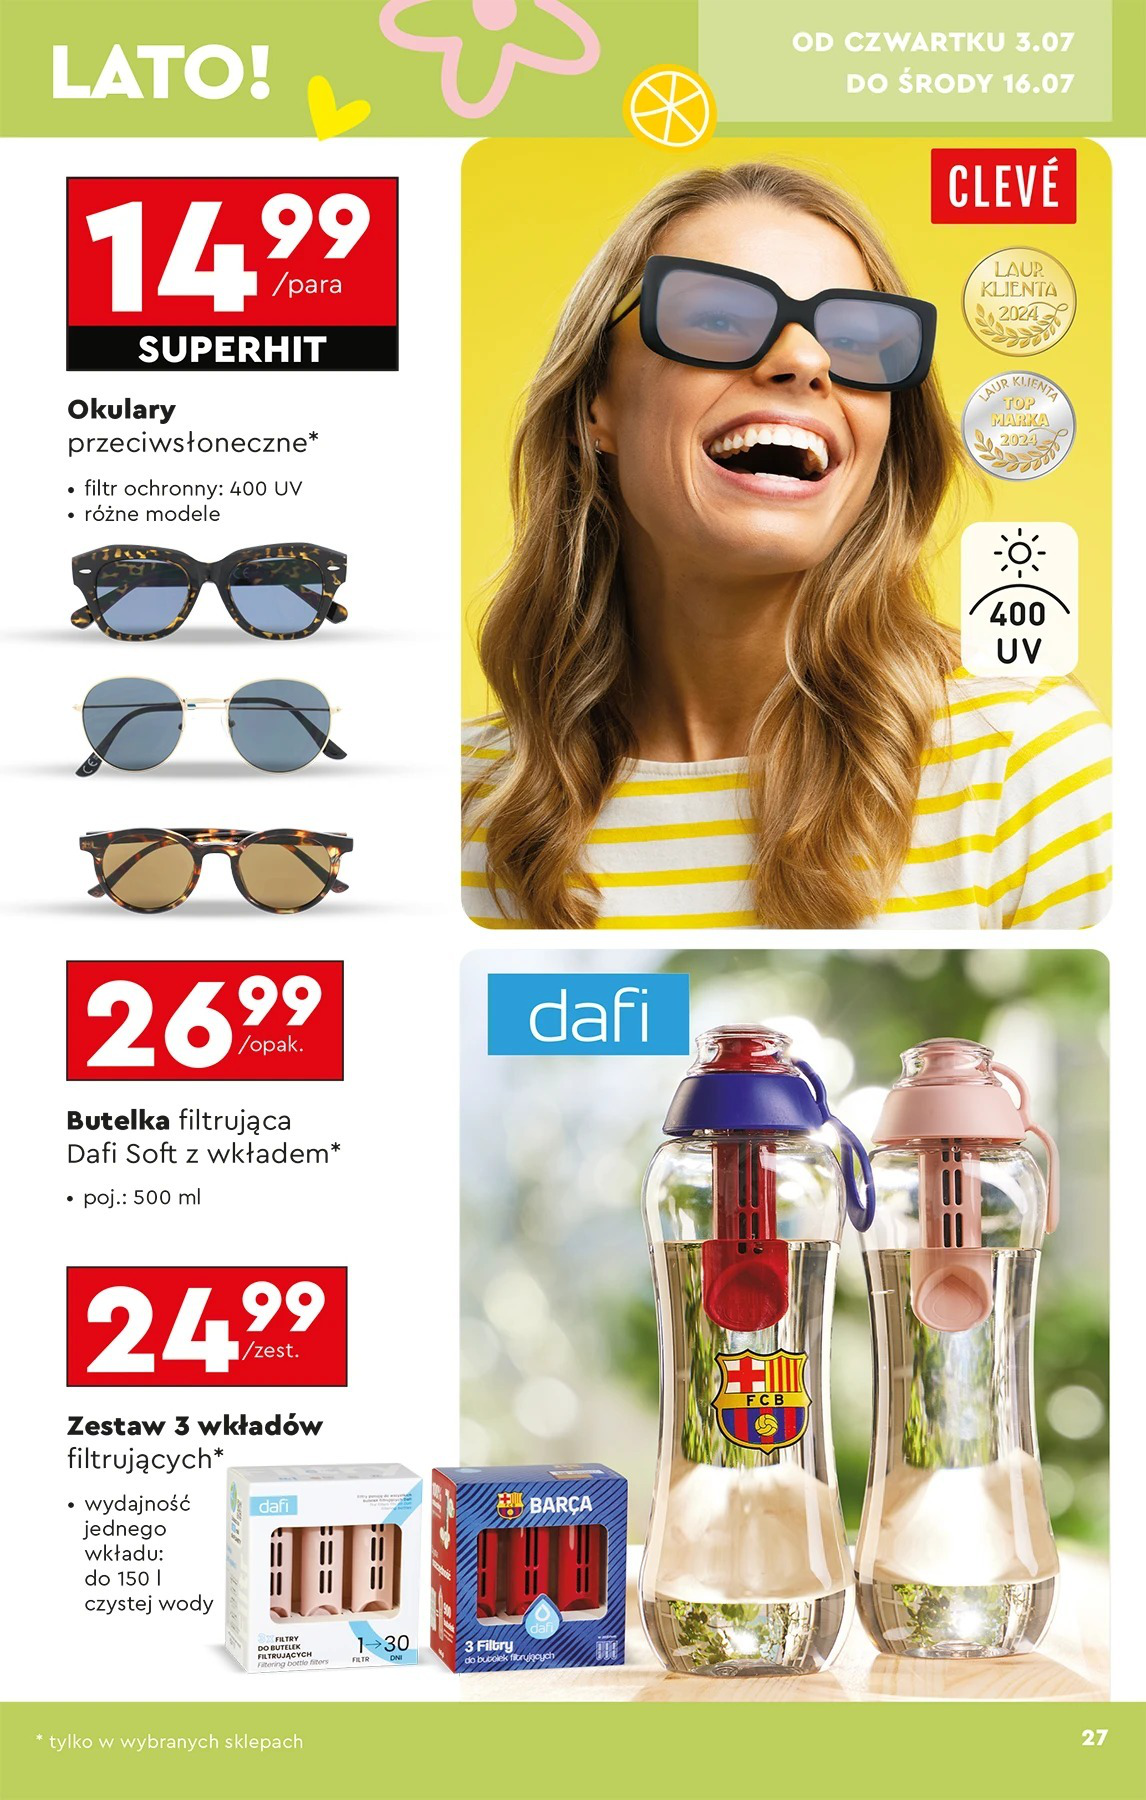 LATO!
OD CZWARTKU 3.07
DO ŚRODY 16.07
14 99
/para
SUPERHIT
Okulary
przeciwsłoneczne*
• filtr ochronny: 400 UV
• różne modele
CLEVÉ
LAUR
KLIENTA
2024
LAUR KLIENTA
TOP
MARKA
2024
400
UV
26 99
/opak.
Butelka filtrująca
Dafi Soft z wkładem*
• poj.: 500 ml
24 99
/zest.
Zestaw 3 wkładów
filtrujących*
• wydajność
jednego
wkładu:
do 150 l
czystej wody
dafi
FCB
dafi
3x FILTRY
DO BUTELEK
FILTRUJĄCYCH
Filtering bottle filters
1→30
FILTR DNI
BARÇA
dafi
3 Filtry
do butelek filtrujących
* tylko w wybranych sklepach
27